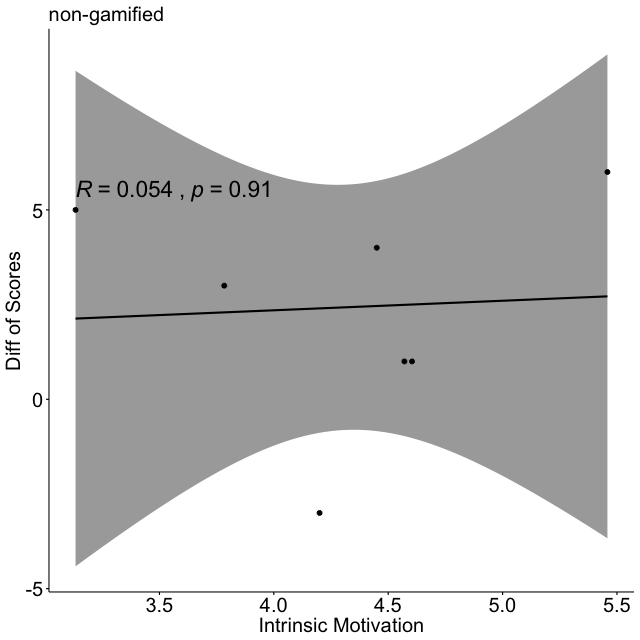 non-gamified
R = 0.054 , p = 0.91
Diff of Scores
5
0
-5
3.5 4.0 4.5 5.0 5.5
Intrinsic Motivation